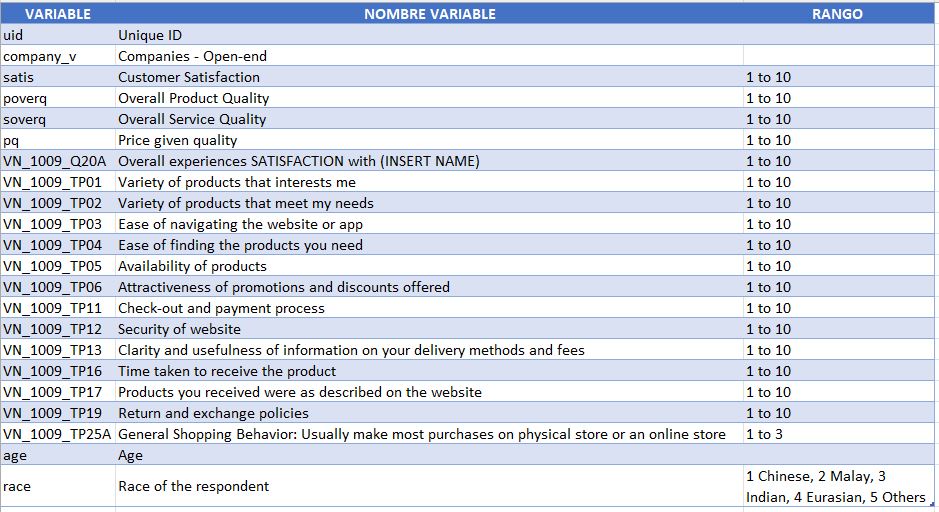 VARIABLE NOMBRE VARIABLE RANGO
uid Unique ID
company_v Companies - Open-end
satis Customer Satisfaction 1 to 10
poverq Overall Product Quality 1 to 10
soverq Overall Service Quality 1 to 10
pq Price given quality 1 to 10
VN_1009_Q20A Overall experiences SATISFACTION with (INSERT NAME) 1 to 10
VN_1009_TP01 Variety of products that interests me 1 to 10
VN_1009_TP02 Variety of products that meet my needs 1 to 10
VN_1009_TP03 Ease of navigating the website or app 1 to 10
VN_1009_TP04 Ease of finding the products you need 1 to 10
VN_1009_TP05 Availability of products 1 to 10
VN_1009_TP06 Attractiveness of promotions and discounts offered 1 to 10
VN_1009_TP11 Check-out and payment process 1 to 10
VN_1009_TP12 Security of website 1 to 10
VN_1009_TP13 Clarity and usefulness of information on your delivery methods and fees 1 to 10
VN_1009_TP16 Time taken to receive the product 1 to 10
VN_1009_TP17 Products you received were as described on the website 1 to 10
VN_1009_TP19 Return and exchange policies 1 to 10
VN_1009_TP25A General Shopping Behavior: Usually make most purchases on physical store or an online store 1 to 3
age Age
race Race of the respondent 1 Chinese, 2 Malay, 3
Indian, 4 Eurasian, 5 Others